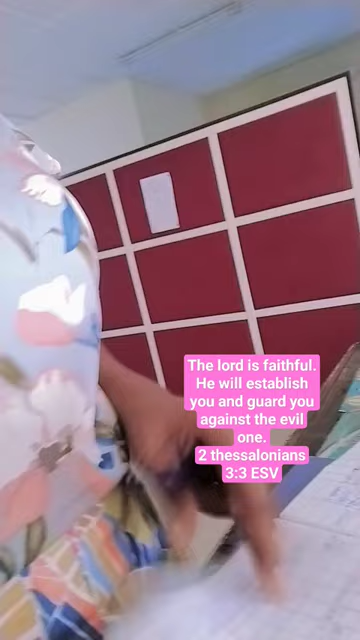 The lord is faithful.
He will establish
you and guard you
against the evil
one.
2 thessalonians
3:3 ESV